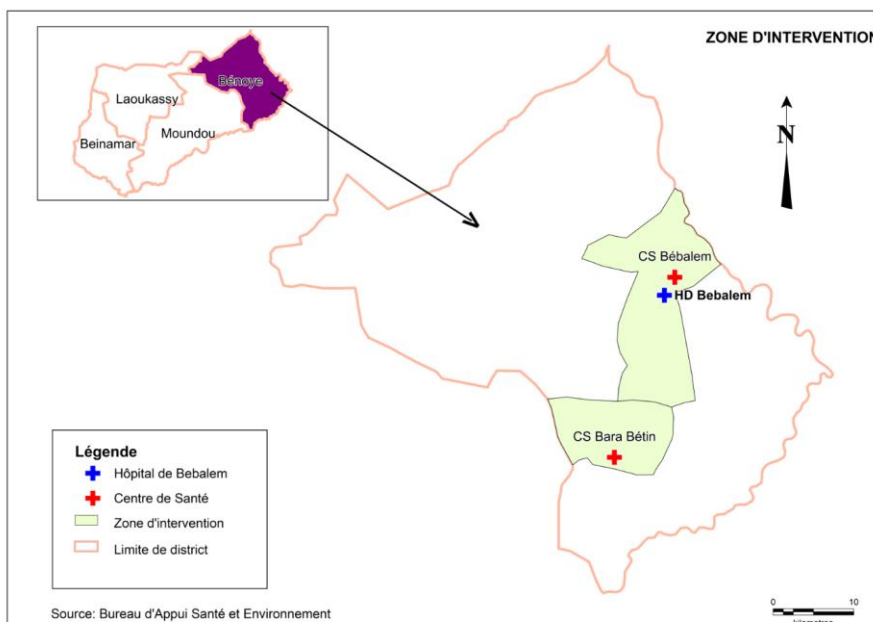 ZONE D'INTERVENTION
Bénoye
Laoukassy
Moundou
Beinamar
N
CS Bébalem
HD Bebalem
CS Bara Bétin
Légende
Hôpital de Bebalem
Centre de Santé
Zone d'intervention
Limite de district
Source: Bureau d'Appui Santé et Environnement
0 10